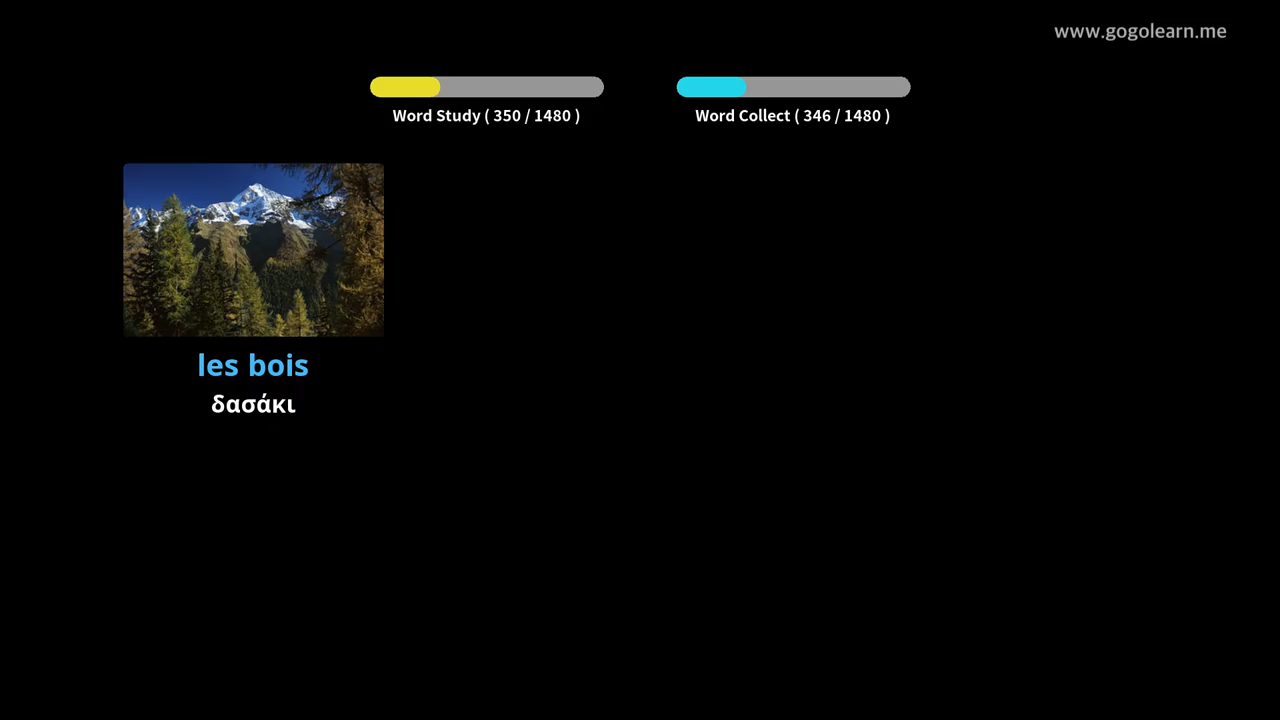 www.gogolearn.me
Word Study ( 350 / 1480 )
Word Collect ( 346 / 1480 )
les bois
δασάκι